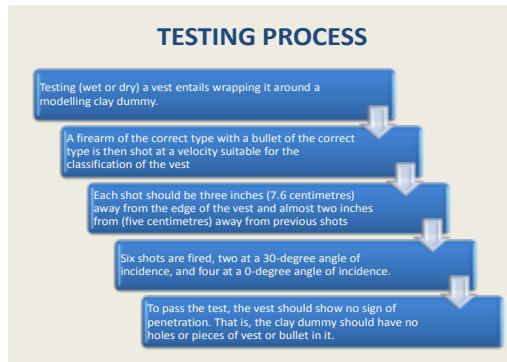 TESTING PROCESS
Testing (wet or dry) a vest entails wrapping it around a
modelling clay dummy.
A firearm of the correct type with a bullet of the correct
type is then shot at a velocity suitable for the
classification of the vest
Each shot should be three inches (7.6 centimetres)
away from the edge of the vest and almost two inches
from (five centimetres) away from previous shots
Six shots are fired, two at a 30-degree angle of
incidence, and four at a 0-degree angle of incidence.
To pass the test, the vest should show no sign of
penetration. That is, the clay dummy should have no
holes or pieces of vest or bullet in it.